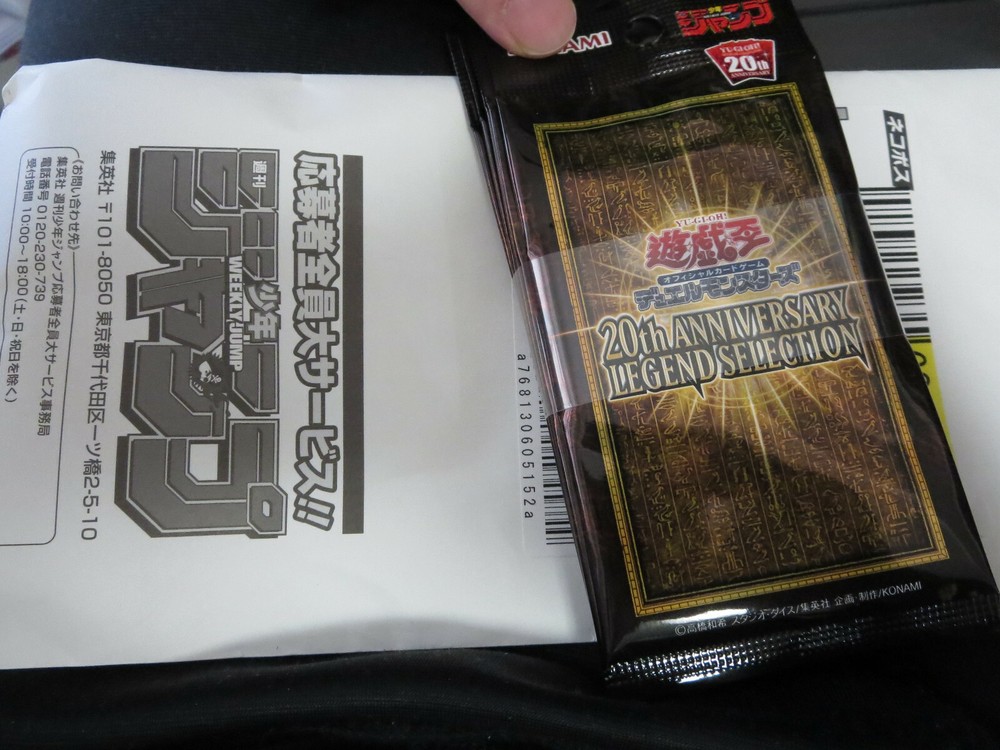 応募者全員大サービス!!
週刊
少年
ジャンプ
WEEKLY JUMP
集英社 〒101-8050 東京都千代田区一ツ橋2-5-10
《お問い合わせ先》
集英社 週刊少年ジャンプ応募者全員大サービス事務局
電話番号 0120-230-739
受付時間 10:00~18:00(土・日・祝日を除く)
a768130605152a
KONAMI
少年
ジャンプ
YU-GI-OH!
20th
ANNIVERSARY
YU-GI-OH!
遊戯王
オフィシャルカードゲーム
デュエルモンスターズ
20th ANNIVERSARY
LEGEND SELECTION
©高橋和希 スタジオ・ダイス/集英社 企画・制作/KONAMI
ネコポス